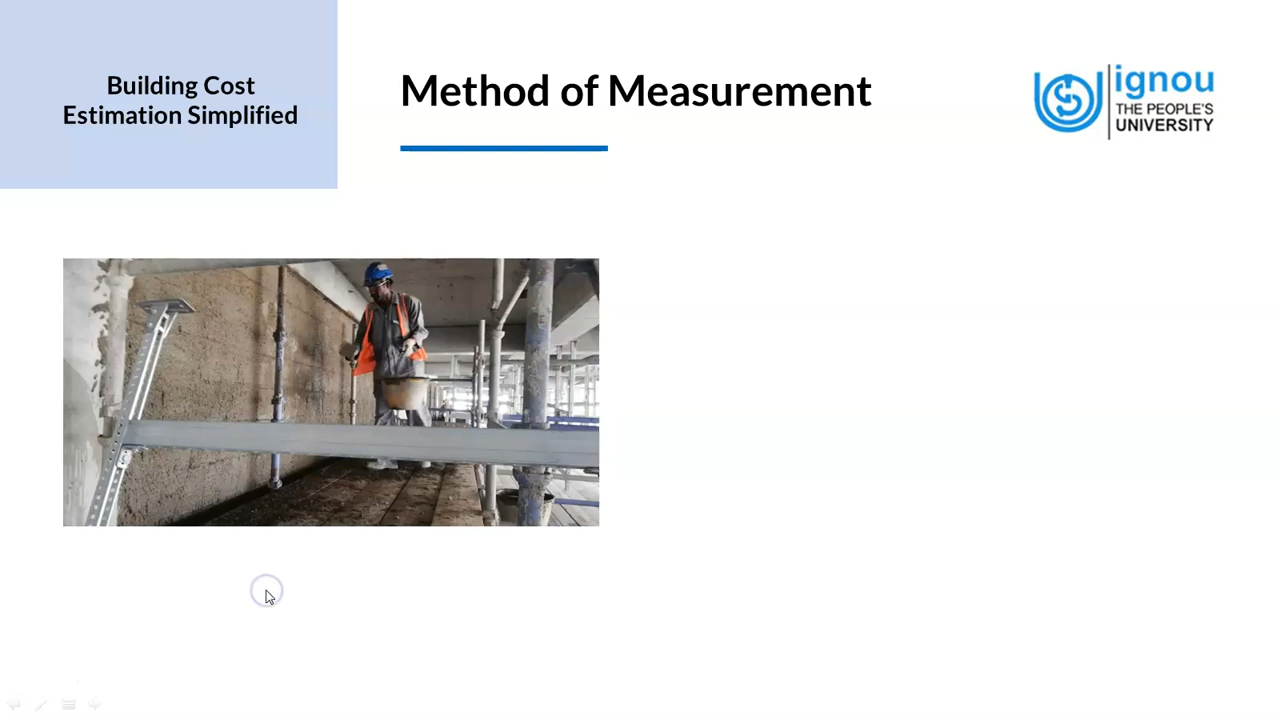 Building Cost
Estimation Simplified
Method of Measurement
ignou
THE PEOPLE'S
UNIVERSITY